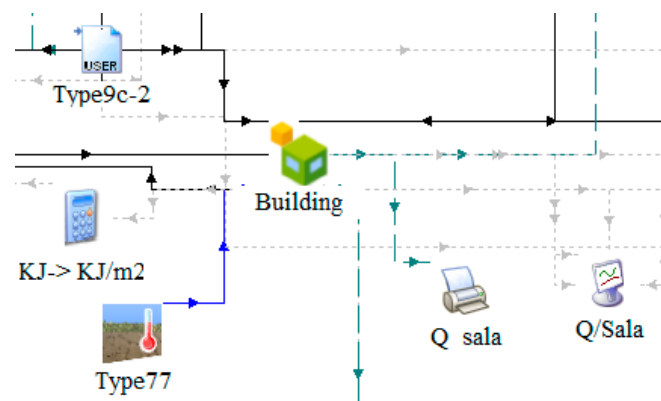 USER
Type9c-2
Building
KJ-> KJ/m2
Q sala
Q/Sala
Type77